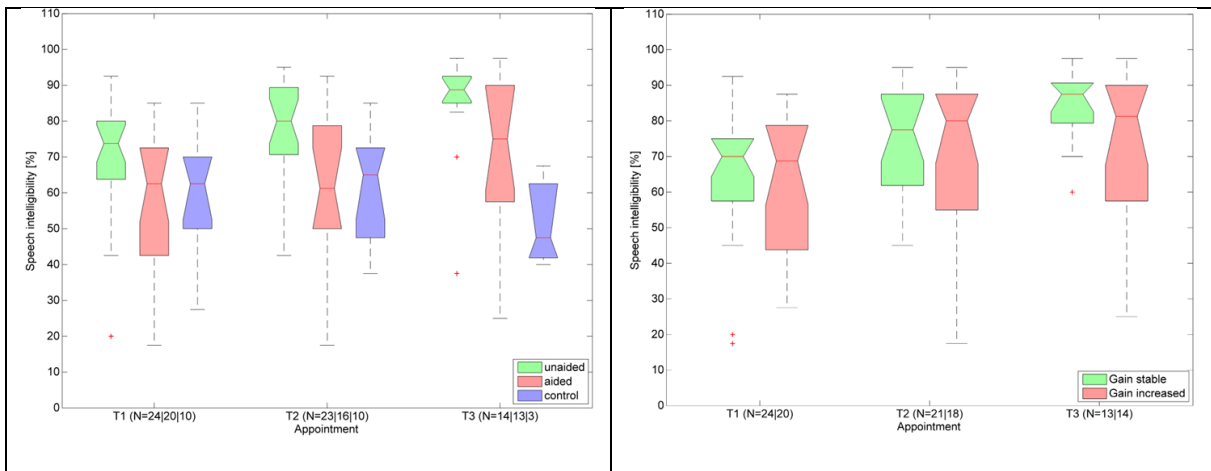 110
100
90
80
70
60
50
40
30
20
10
0
Speech intelligibility [%]
T1 (N=24|20|10)
T2 (N=23|16|10)
T3 (N=14|13|3)
Appointment
unaided
aided
control
110
100
90
80
70
60
50
40
30
20
10
0
Speech intelligibility [%]
T1 (N=24|20)
T2 (N=21|18)
T3 (N=13|14)
Appointment
Gain stable
Gain increased